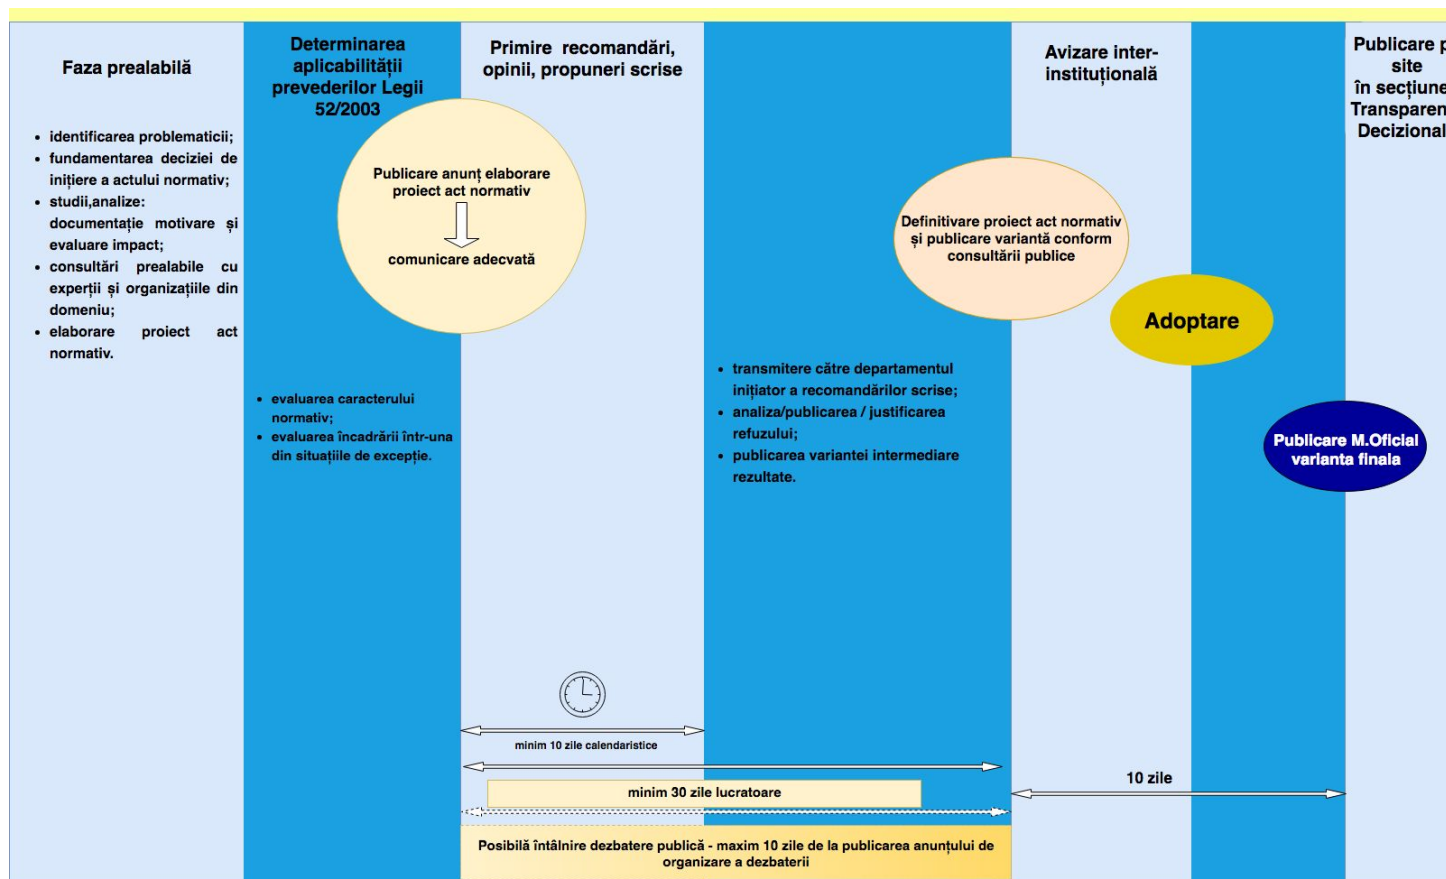 Faza prealabilă
• identificarea problematicii;
• fundamentarea deciziei de
inițiere a actului normativ;
• studii,analize:
documentație motivare și
evaluare impact;
• consultări prealabile cu
experții și organizațiile din
domeniu;
• elaborare proiect act
normativ.
Determinarea
aplicabilității
prevederilor Legii
52/2003
• evaluarea caracterului
normativ;
• evaluarea încadrării într-una
din situațiile de excepție.
Primire recomandări,
opinii, propuneri scrise
Publicare anunț elaborare
proiect act normativ
comunicare adecvată
• transmitere către departamentul
inițiator a recomandărilor scrise;
• analiza/publicarea / justificarea
refuzului;
• publicarea variantei intermediare
rezultate.
Avizare inter-
instituțională
Definitivare proiect act normativ
și publicare variantă conform
consultării publice
Adoptare
Publicare p
site
în secțiune
Transparen
Decizional
Publicare M.Oficial
varianta finala
minim 10 zile calendaristice
minim 30 zile lucratoare
10 zile
Posibilă întâlnire dezbatere publică - maxim 10 zile de la publicarea anunțului de
organizare a dezbaterii